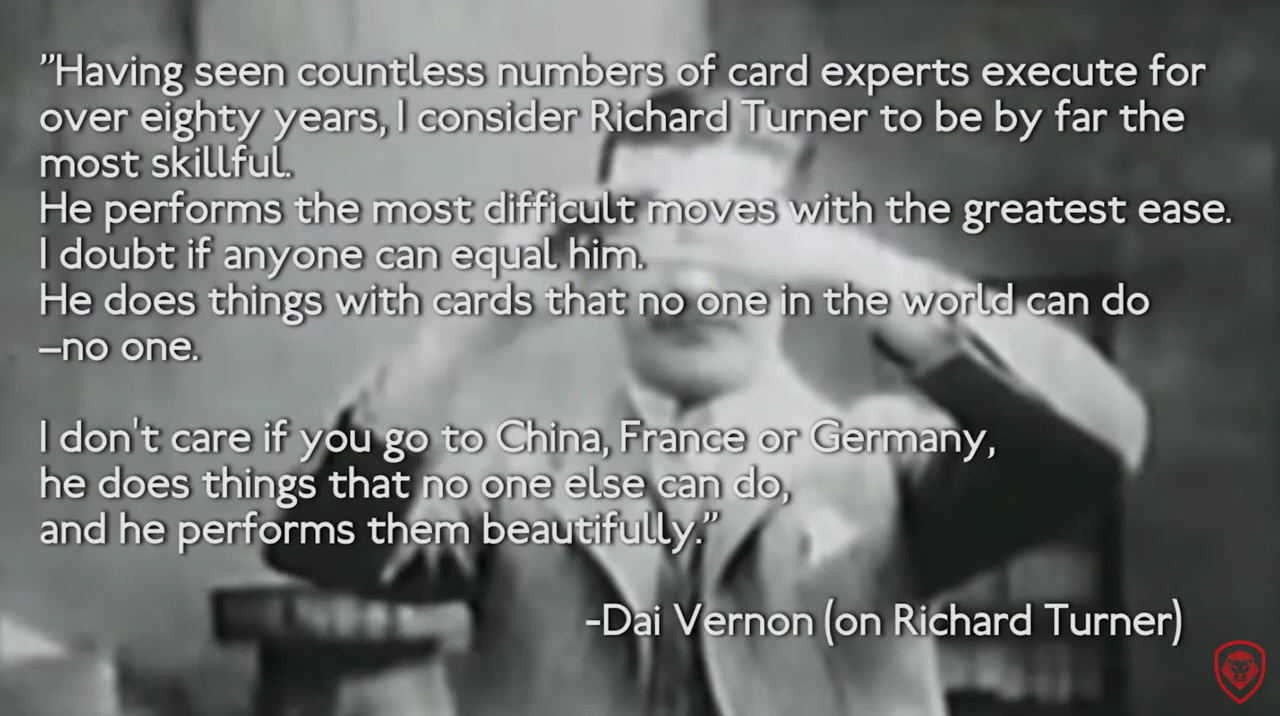 ”Having seen countless numbers of card experts execute for
over eighty years, I consider Richard Turner to be by far the
most skillful.
He performs the most difficult moves with the greatest ease.
I doubt if anyone can equal him.
He does things with cards that no one in the world can do
–no one.
I don't care if you go to China, France or Germany,
he does things that no one else can do,
and he performs them beautifully.”
-Dai Vernon (on Richard Turner)